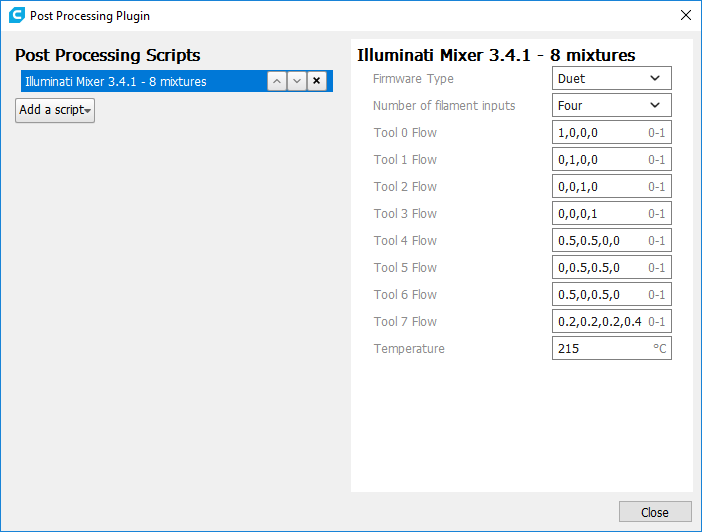 Post Processing Plugin
Post Processing Scripts
Illuminati Mixer 3.4.1 - 8 mixtures
Add a script
Illuminati Mixer 3.4.1 - 8 mixtures
Firmware Type Duet
Number of filament inputs Four
Tool 0 Flow 1,0,0,0 0-1
Tool 1 Flow 0,1,0,0 0-1
Tool 2 Flow 0,0,1,0 0-1
Tool 3 Flow 0,0,0,1 0-1
Tool 4 Flow 0.5,0.5,0,0 0-1
Tool 5 Flow 0,0.5,0.5,0 0-1
Tool 6 Flow 0.5,0,0.5,0 0-1
Tool 7 Flow 0.2,0.2,0.2,0.4 0-1
Temperature 215 °C
Close